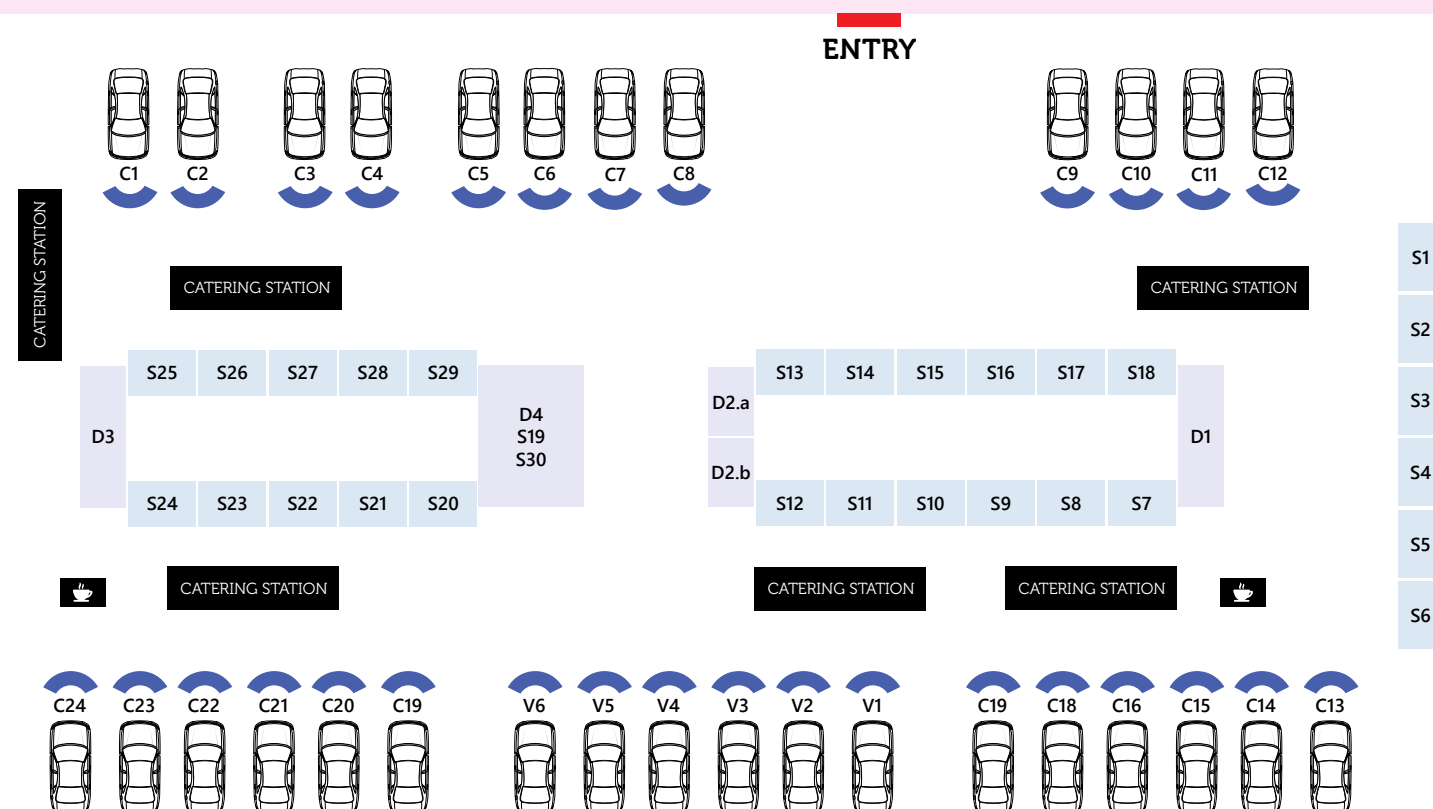 ENTRY
C1
C2
C3
C4
C5
C6
C7
C8
C9
C10
C11
C12
CATERING STATION
CATERING STATION
CATERING STATION
S1
S2
S3
S4
S5
S6
S25
S26
S27
S28
S29
D3
D4
S19
S30
S24
S23
S22
S21
S20
S13
S14
S15
S16
S17
S18
D2.a
D2.b
D1
S12
S11
S10
S9
S8
S7
CATERING STATION
CATERING STATION
CATERING STATION
C24
C23
C22
C21
C20
C19
V6
V5
V4
V3
V2
V1
C19
C18
C16
C15
C14
C13